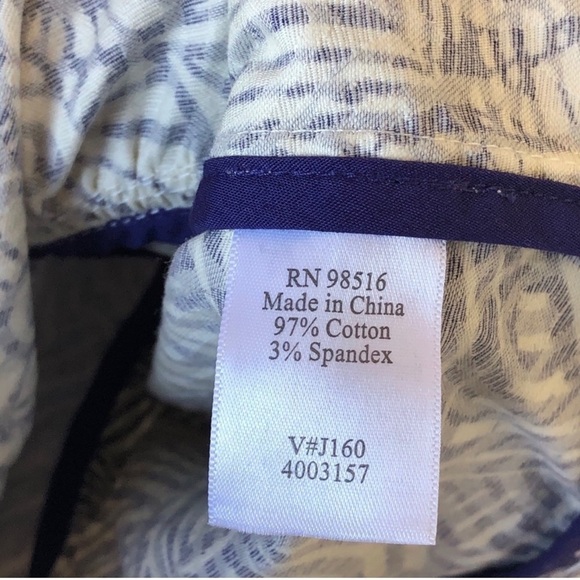 RN 98516
Made in China
97% Cotton
3% Spandex
V#J160
4003157